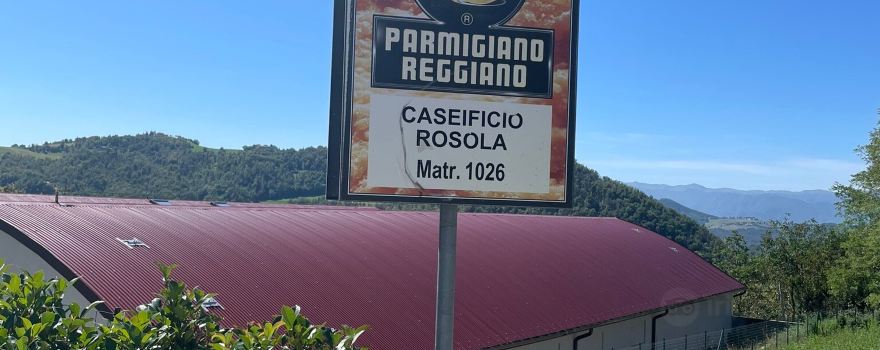 ®
PARMIGIANO
REGGIANO
CASEIFICIO
ROSOLA
Matr. 1026